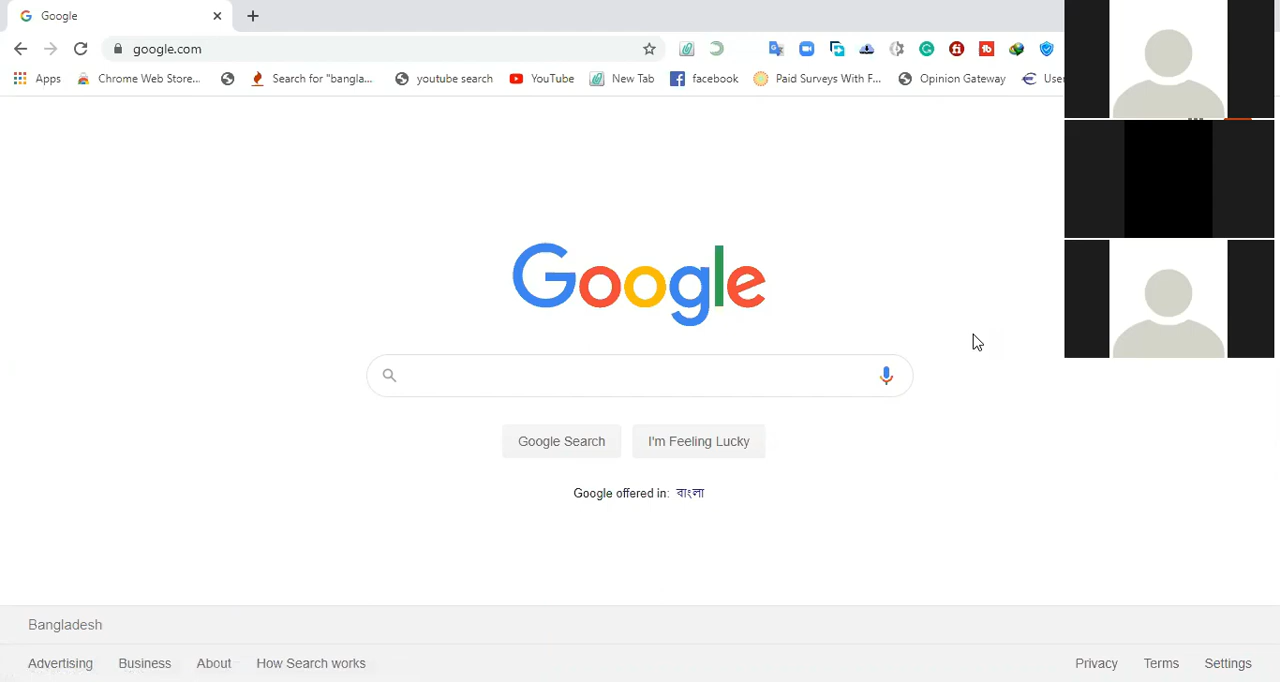 Google
google.com
Apps Chrome Web Store... Search for "bangla... youtube search YouTube New Tab facebook Paid Surveys With F... Opinion Gateway User
Google
Google Search I'm Feeling Lucky
Google offered in: বাংলা
Bangladesh
Advertising Business About How Search works Privacy Terms Settings